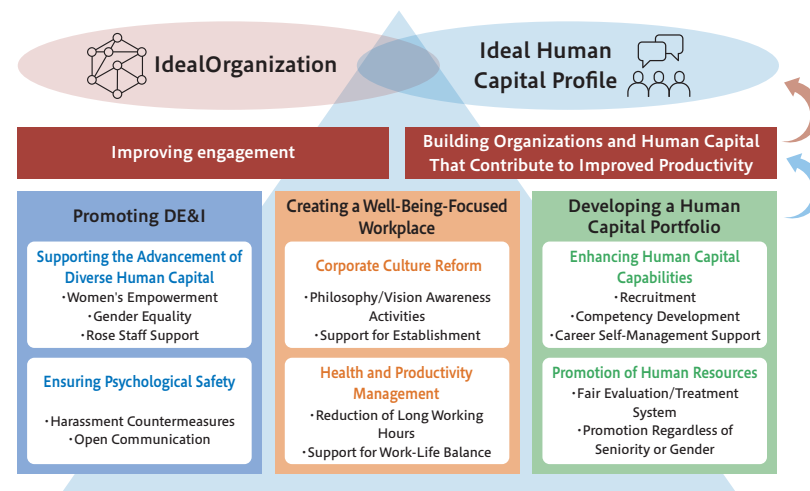 IdealOrganization
Ideal Human
Capital Profile
Improving engagement
Building Organizations and Human Capital
That Contribute to Improved Productivity
Promoting DE&I
Supporting the Advancement of
Diverse Human Capital
・Women's Empowerment
・Gender Equality
・Rose Staff Support
Ensuring Psychological Safety
・Harassment Countermeasures
・Open Communication
Creating a Well-Being-Focused
Workplace
Corporate Culture Reform
・Philosophy/Vision Awareness
Activities
・Support for Establishment
Health and Productivity
Management
・Reduction of Long Working
Hours
・Support for Work-Life Balance
Developing a Human
Capital Portfolio
Enhancing Human Capital
Capabilities
・Recruitment
・Competency Development
・Career Self-Management Support
Promotion of Human Resources
・Fair Evaluation/Treatment
System
・Promotion Regardless of
Seniority or Gender